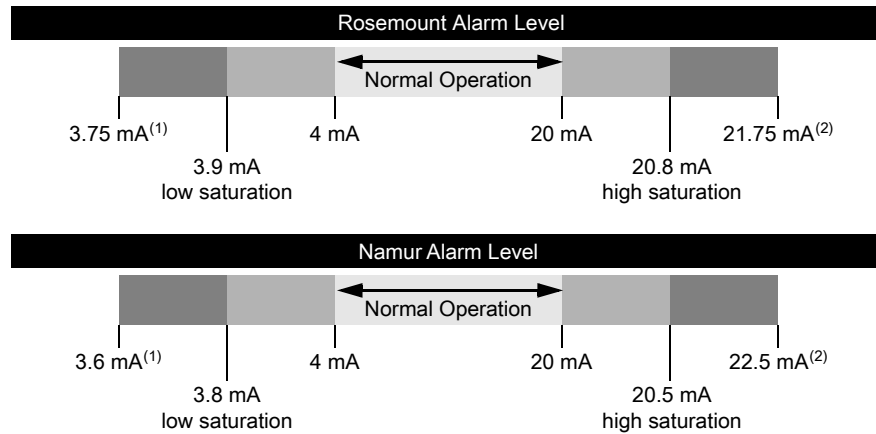 Rosemount Alarm Level
Normal Operation
3.75 mA(1)
4 mA
20 mA
21.75 mA(2)
3.9 mA
low saturation
20.8 mA
high saturation
Namur Alarm Level
Normal Operation
3.6 mA(1)
4 mA
20 mA
22.5 mA(2)
3.8 mA
low saturation
20.5 mA
high saturation